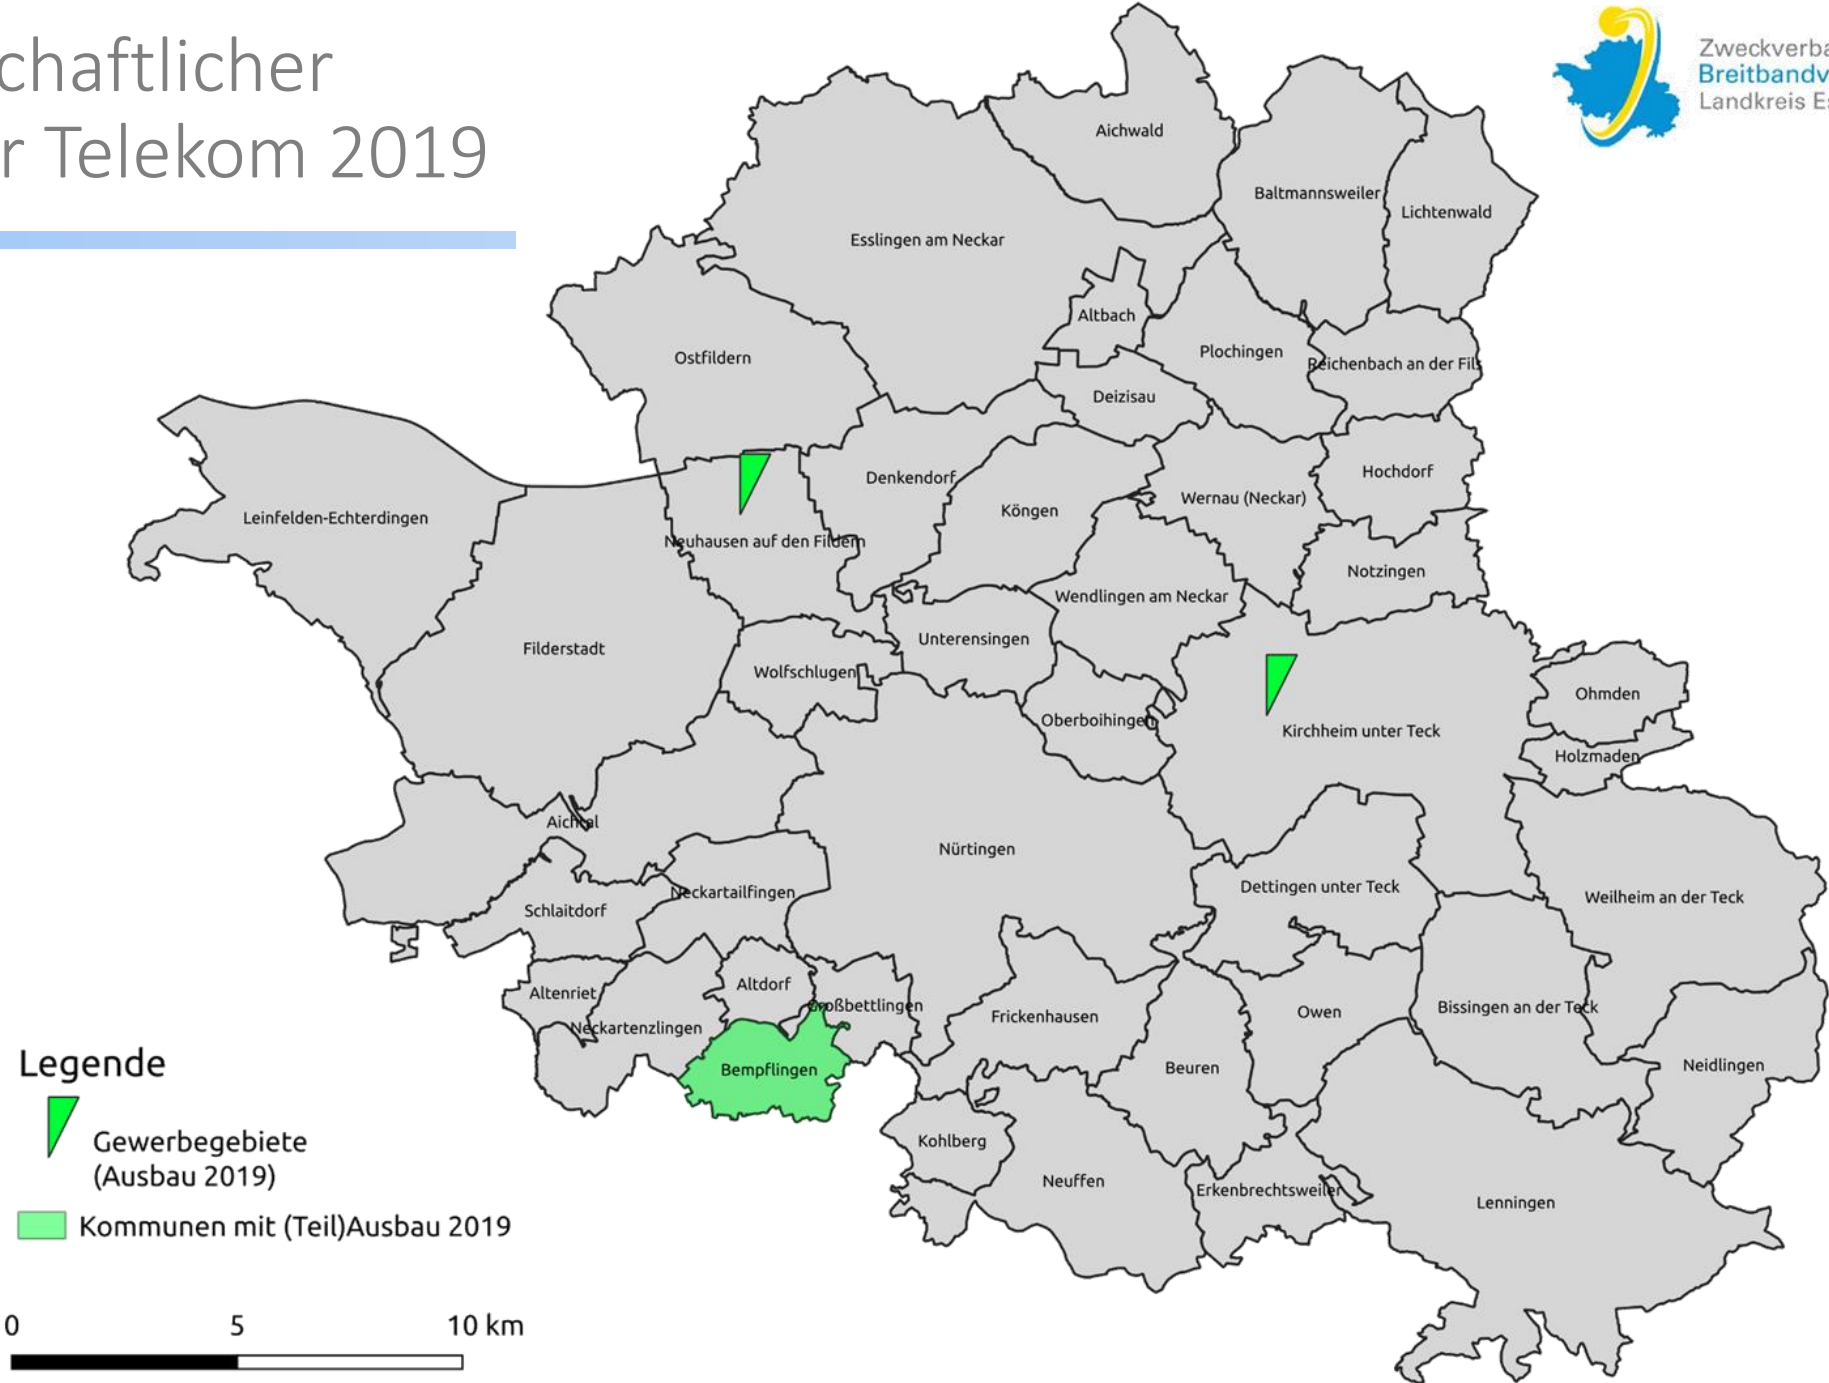 chaftlicher
r Telekom 2019
Zweckverba
Breitbandv
Landkreis Es
Aichwald
Baltmannsweiler
Lichtenwald
Esslingen am Neckar
Altbach
Plochingen
Ostfildern
Reichenbach an der Fils
Deizisau
Denkendorf
Hochdorf
Wernau (Neckar)
Köngen
Leinfelden-Echterdingen
Neuhausen auf den Fildern
Notzingen
Wendlingen am Neckar
Unterensingen
Filderstadt
Wolfschlugen
Ohmden
Oberboihingen
Kirchheim unter Teck
Holzmaden
Aichtal
Nürtingen
Dettingen unter Teck
Neckartailfingen
Weilheim an der Teck
Schlaitdorf
Altdorf
Altenriet
Großbettlingen
Bissingen an der Teck
Owen
Frickenhausen
Neckartenzlingen
Neidlingen
Beuren
Bempflingen
Kohlberg
Neuffen
Erkenbrechtsweiler
Lenningen
Legende
Gewerbegebiete
(Ausbau 2019)
Kommunen mit (Teil)Ausbau 2019
0 5 10 km